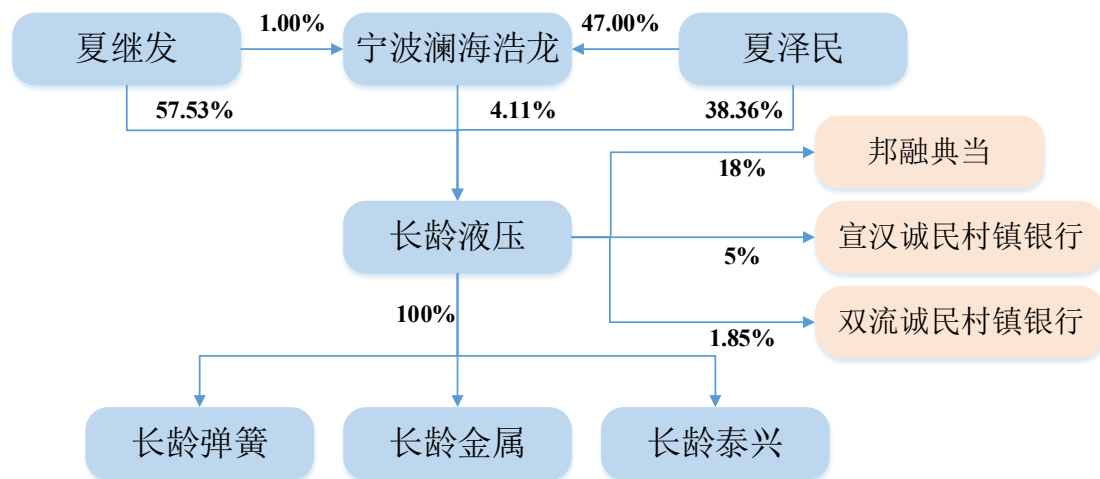 1.00%
47.00%
夏继发
宁波澜海浩龙
夏泽民
57.53%
4.11%
38.36%
邦融典当
18%
长龄液压
宣汉诚民村镇银行
5%
100%
双流诚民村镇银行
1.85%
长龄弹簧
长龄金属
长龄泰兴